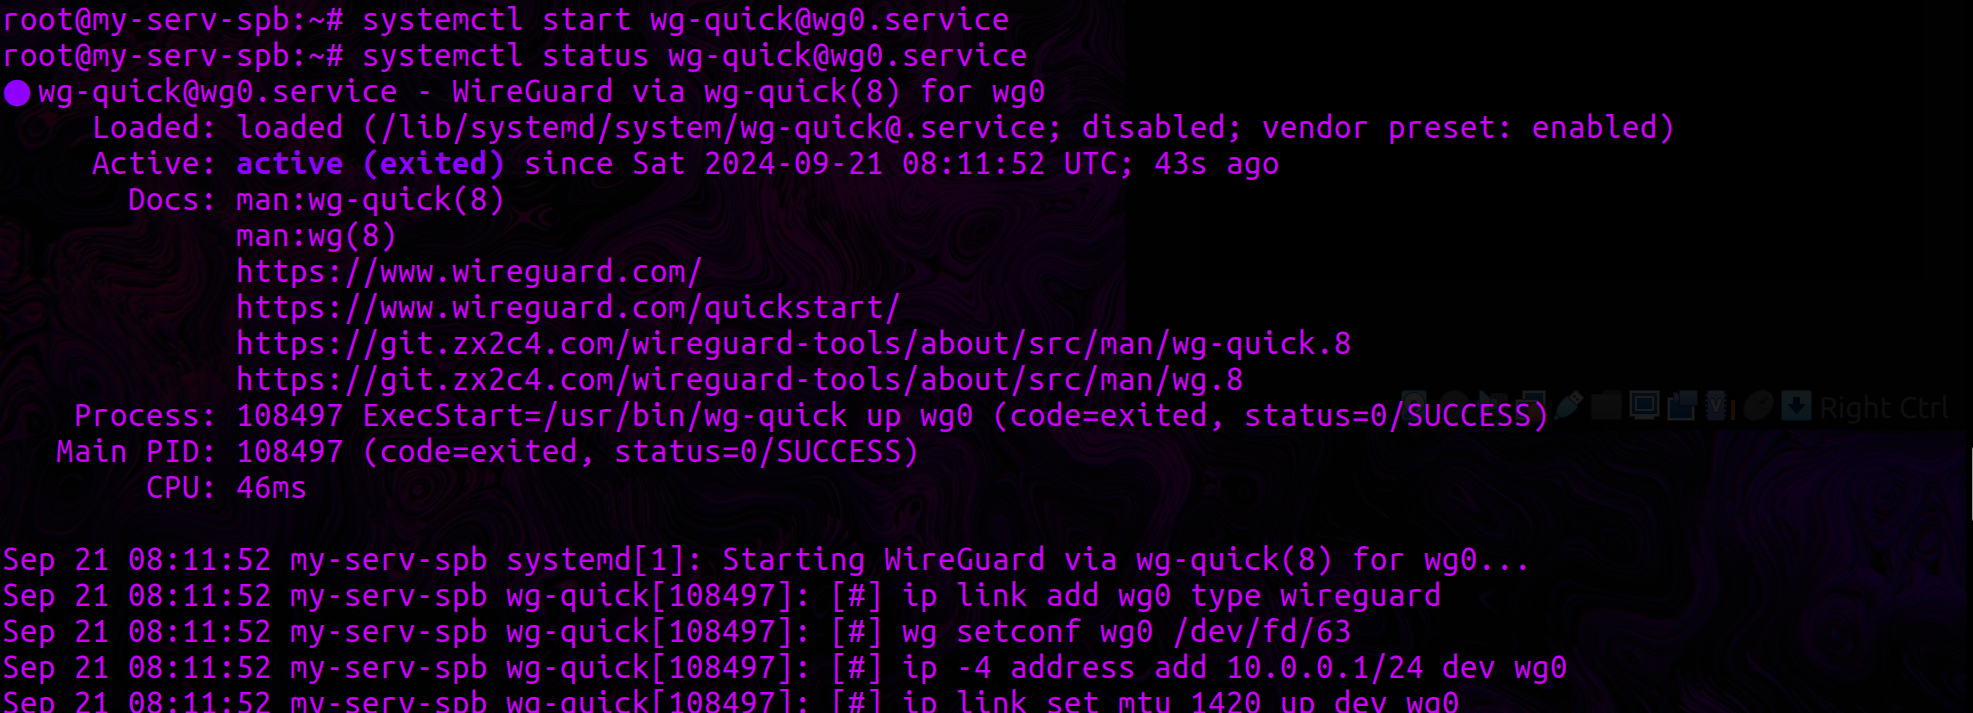 root@my-serv-spb:~# systemctl start wg-quick@wg0.service
root@my-serv-spb:~# systemctl status wg-quick@wg0.service
● wg-quick@wg0.service - WireGuard via wg-quick(8) for wg0
     Loaded: loaded (/lib/systemd/system/wg-quick@.service; disabled; vendor preset: enabled)
     Active: active (exited) since Sat 2024-09-21 08:11:52 UTC; 43s ago
       Docs: man:wg-quick(8)
             man:wg(8)
             https://www.wireguard.com/
             https://www.wireguard.com/quickstart/
             https://git.zx2c4.com/wireguard-tools/about/src/man/wg-quick.8
             https://git.zx2c4.com/wireguard-tools/about/src/man/wg.8
    Process: 108497 ExecStart=/usr/bin/wg-quick up wg0 (code=exited, status=0/SUCCESS)
Right Ctrl
   Main PID: 108497 (code=exited, status=0/SUCCESS)
        CPU: 46ms

Sep 21 08:11:52 my-serv-spb systemd[1]: Starting WireGuard via wg-quick(8) for wg0...
Sep 21 08:11:52 my-serv-spb wg-quick[108497]: [#] ip link add wg0 type wireguard
Sep 21 08:11:52 my-serv-spb wg-quick[108497]: [#] wg setconf wg0 /dev/fd/63
Sep 21 08:11:52 my-serv-spb wg-quick[108497]: [#] ip -4 address add 10.0.0.1/24 dev wg0
Sep 21 08:11:52 my-serv-spb wg-quick[108497]: [#] ip link set mtu 1420 up dev wg0